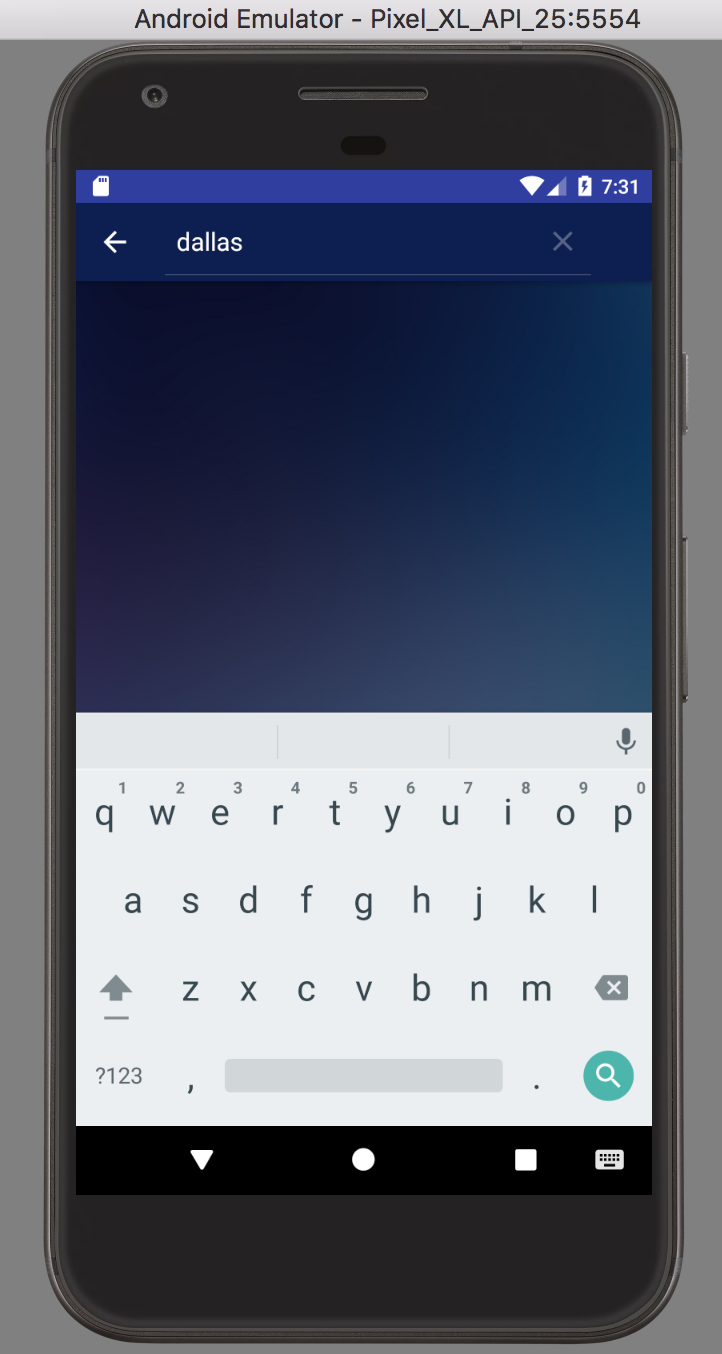 Android Emulator - Pixel_XL_API_25:5554
7:31
dallas
1 2 3 4 5 6 7 8 9 0
q w e r t y u i o p
a s d f g h j k l
z x c v b n m
?123 , .